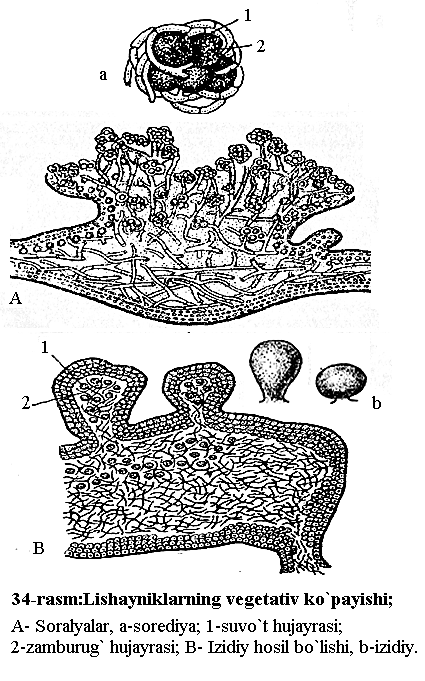 1
2
a
A
1
2
b
B
34-rasm:Lishayniklarning vegetativ ko`payishi;
A- Soralyalar, a-sorediya; 1-suvo`t hujayrasi;
2-zamburug` hujayrasi; B- Izidiy hosil bo`lishi, b-izidiy.